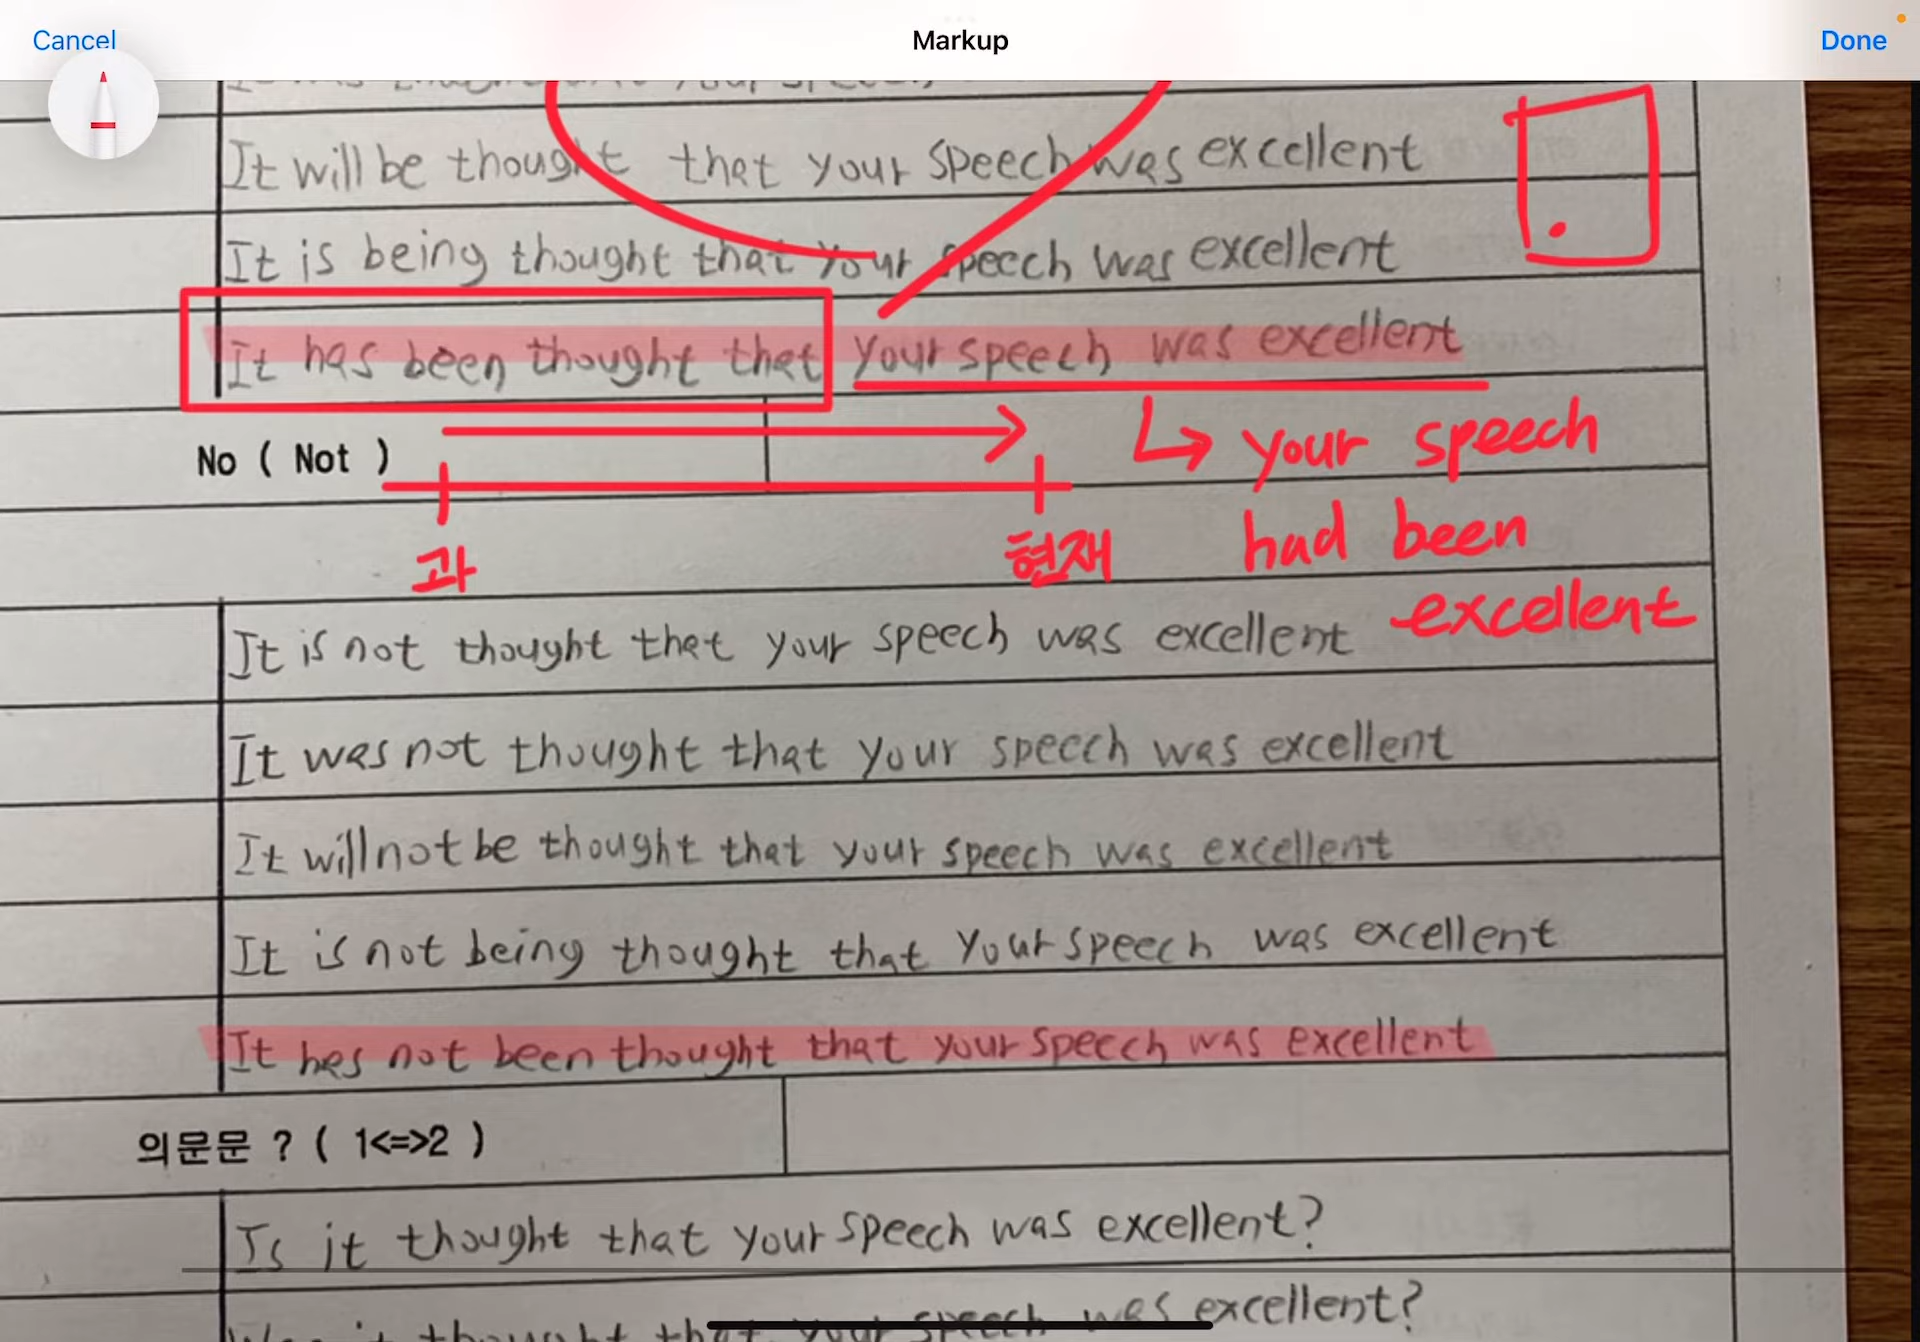 Cancel
Markup
Done
It will be thought that your speech was excellent
It is being thought that your speech was excellent
It has been thought that your speech was excellent
No ( Not )
과
현재
your speech
had been
excellent
It is not thought that your speech was excellent
It was not thought that your speech was excellent
It will not be thought that your speech was excellent
It is not being thought that your speech was excellent
It has not been thought that your speech was excellent
의문문 ? ( 1<=>2 )
Is it thought that your speech was excellent?
your speech was excellent?